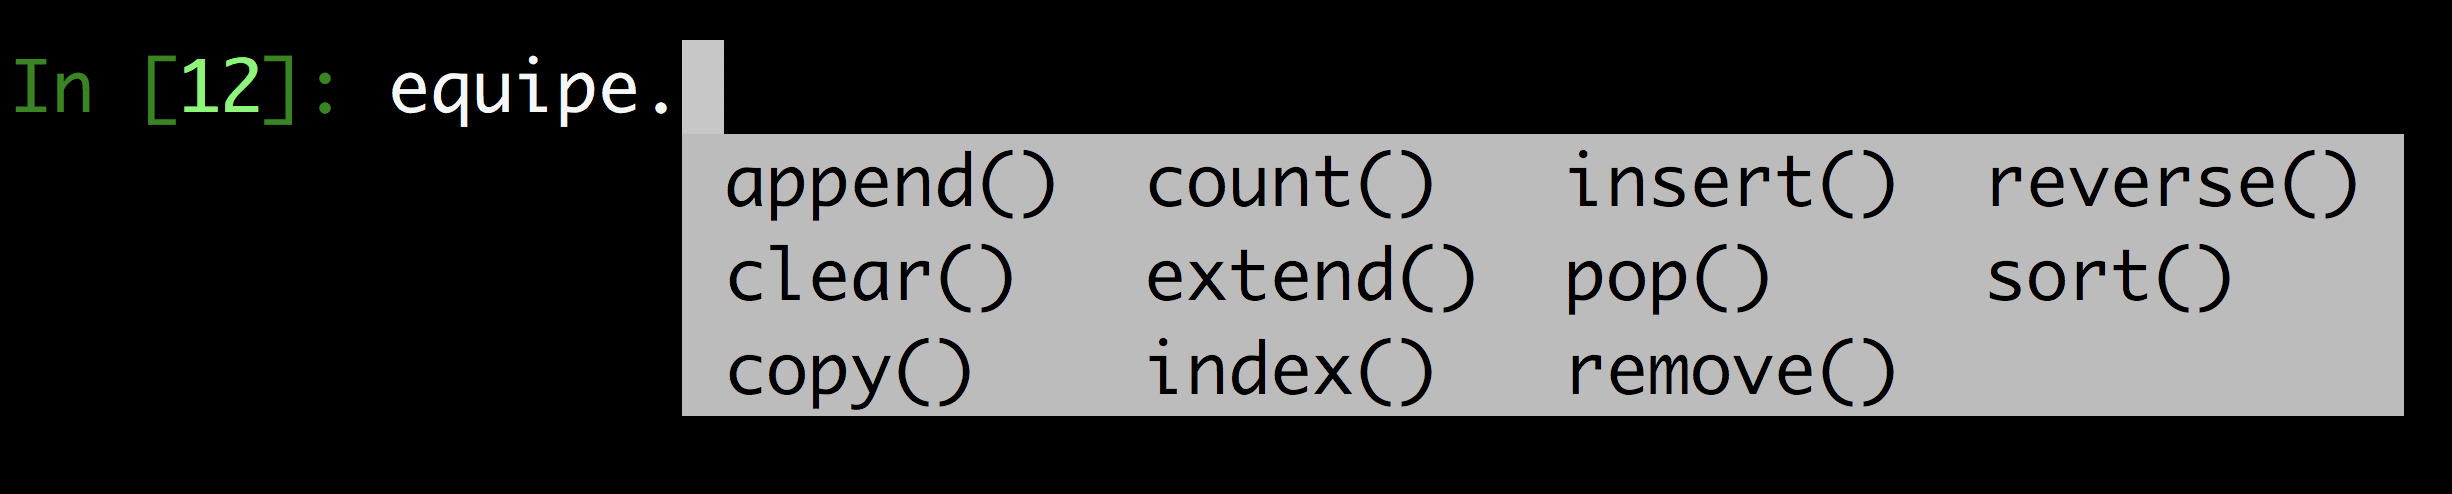 In [12]: equipe.
append() count() insert() reverse()
clear() extend() pop() sort()
copy() index() remove()